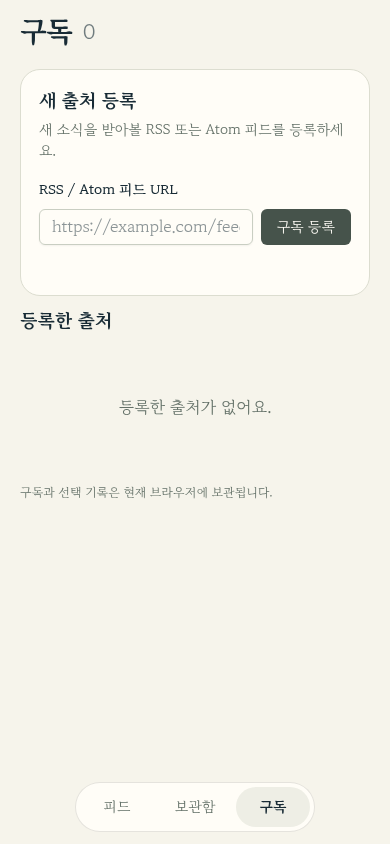 구독 0
새 출처 등록
새 소식을 받아볼 RSS 또는 Atom 피드를 등록하세
요.
RSS / Atom 피드 URL
https://example.com/fee
구독 등록
등록한 출처
등록한 출처가 없어요.
구독과 선택 기록은 현재 브라우저에 보관됩니다.
피드 보관함 구독